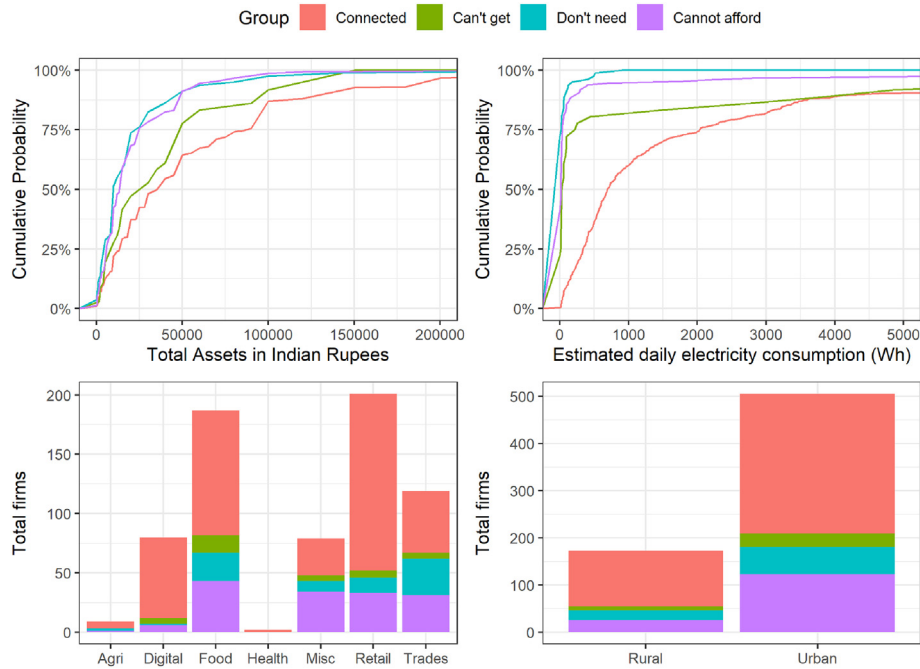 Group Connected Can't get Don't need Cannot afford
Cumulative Probability
100%
75%
50%
25%
0%
0 50000 100000 150000 200000
Total Assets in Indian Rupees
Cumulative Probability
100%
75%
50%
25%
0%
0 1000 2000 3000 4000 5000
Estimated daily electricity consumption (Wh)
Total firms
200
150
100
50
0
Agri Digital Food Health Misc Retail Trades
Total firms
500
400
300
200
100
0
Rural Urban